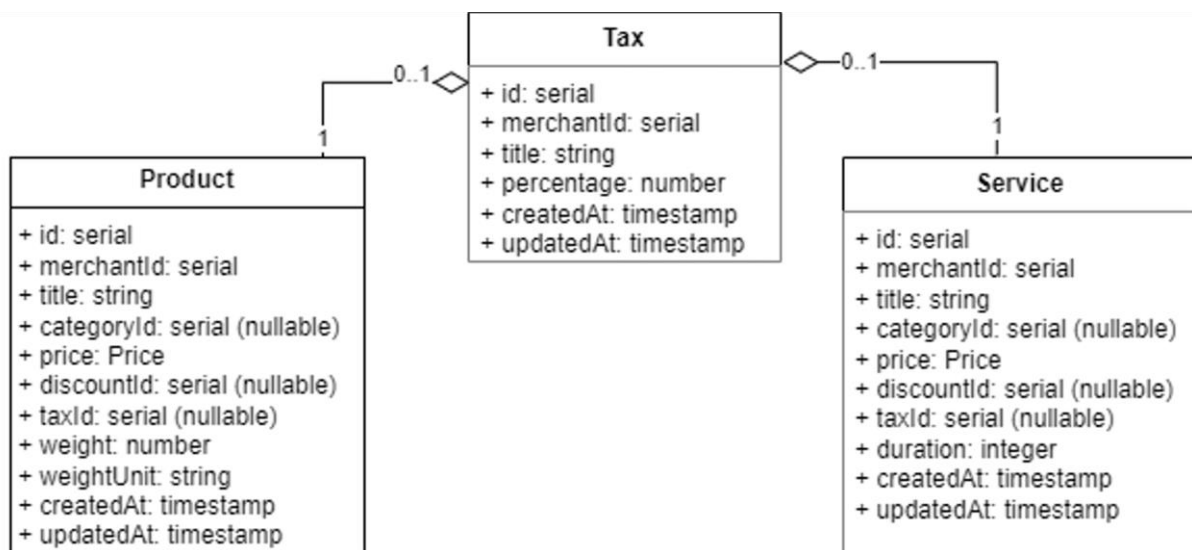 Tax
+ id: serial
+ merchantId: serial
+ title: string
+ percentage: number
+ createdAt: timestamp
+ updatedAt: timestamp
0..1
1
0..1
1
Product
+ id: serial
+ merchantId: serial
+ title: string
+ categoryId: serial (nullable)
+ price: Price
+ discountId: serial (nullable)
+ taxId: serial (nullable)
+ weight: number
+ weightUnit: string
+ createdAt: timestamp
+ updatedAt: timestamp
Service
+ id: serial
+ merchantId: serial
+ title: string
+ categoryId: serial (nullable)
+ price: Price
+ discountId: serial (nullable)
+ taxId: serial (nullable)
+ duration: integer
+ createdAt: timestamp
+ updatedAt: timestamp